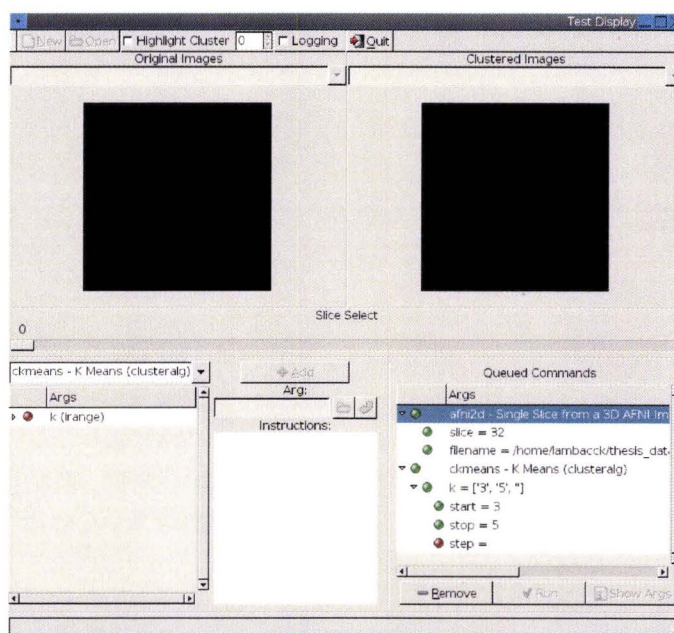 Test Display
New Open Highlight Cluster 0 Logging Quit
Original Images Clustered Images
Slice Select
0
ckmeans - K Means (clusteralg) Add Queued Commands
Args Arg: Args
k (irange) Instructions: afni2d - Single Slice from a 3D AFNI Im
slice = 32
filename = /home/lambacck/thesis_dat
ckmeans - K Means (clusteralg)
k = ['3', '5', '']
start = 3
stop = 5
step =
Remove Run Show Args